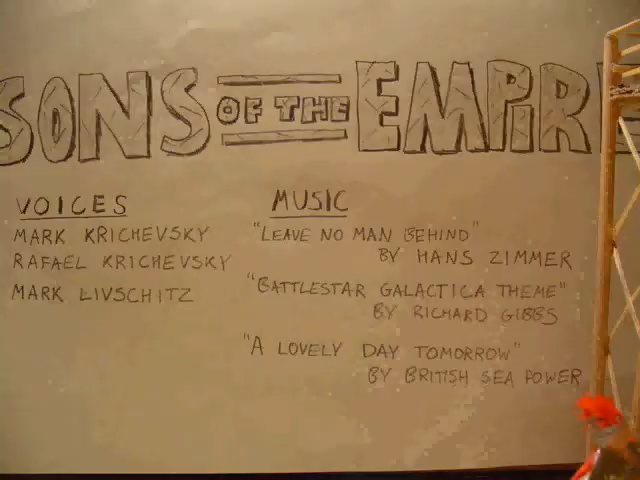 SONS OF THE EMPIRE
VOICES
MARK KRICHEVSKY
RAFAEL KRICHEVSKY
MARK LIVSCHITZ
MUSIC
"LEAVE NO MAN BEHIND"
BY HANS ZIMMER
"BATTLESTAR GALACTICA THEME"
BY RICHARD GIBBS
"A LOVELY DAY TOMORROW"
BY BRITISH SEA POWER